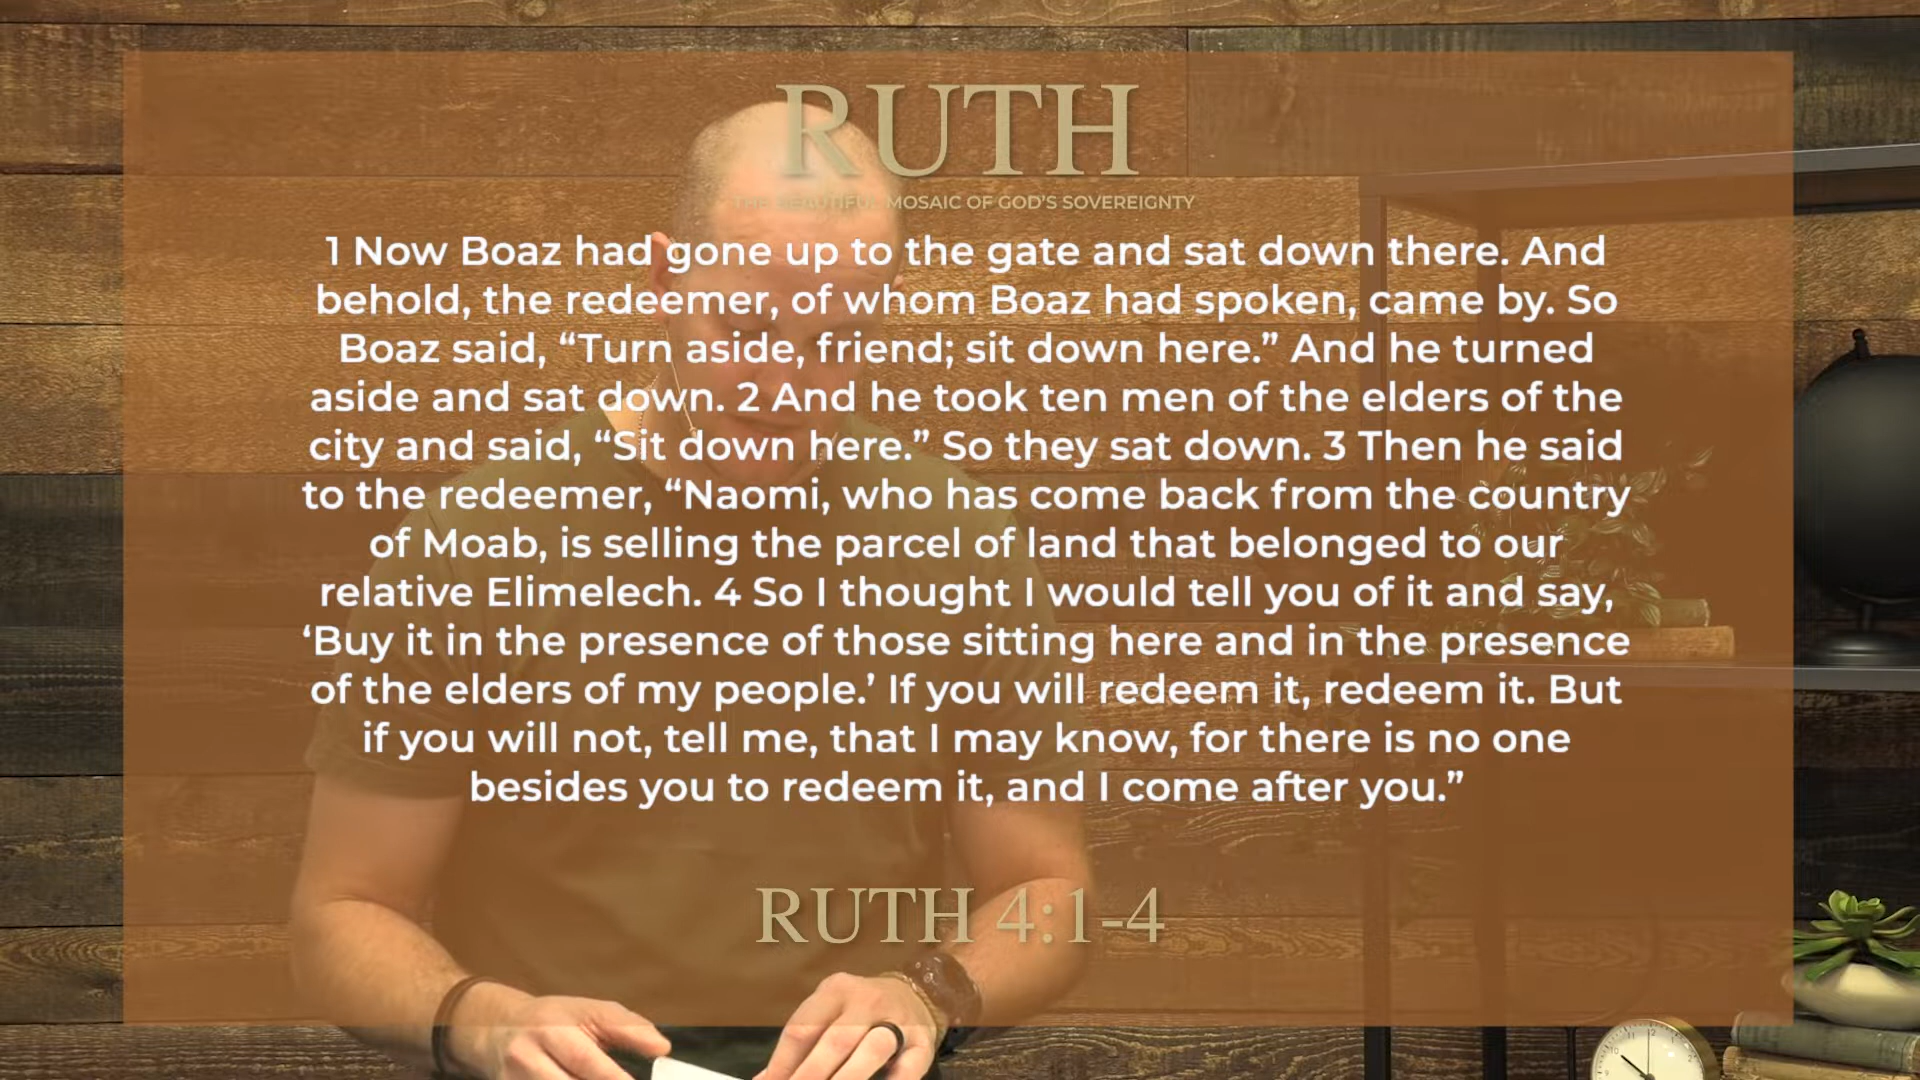 RUTH
THE BEAUTIFUL MOSAIC OF GOD'S SOVEREIGNTY
1 Now Boaz had gone up to the gate and sat down there. And
behold, the redeemer, of whom Boaz had spoken, came by. So
Boaz said, “Turn aside, friend; sit down here.” And he turned
aside and sat down. 2 And he took ten men of the elders of the
city and said, “Sit down here.” So they sat down. 3 Then he said
to the redeemer, “Naomi, who has come back from the country
of Moab, is selling the parcel of land that belonged to our
relative Elimelech. 4 So I thought I would tell you of it and say,
‘Buy it in the presence of those sitting here and in the presence
of the elders of my people.’ If you will redeem it, redeem it. But
if you will not, tell me, that I may know, for there is no one
besides you to redeem it, and I come after you.”
RUTH 4:1-4